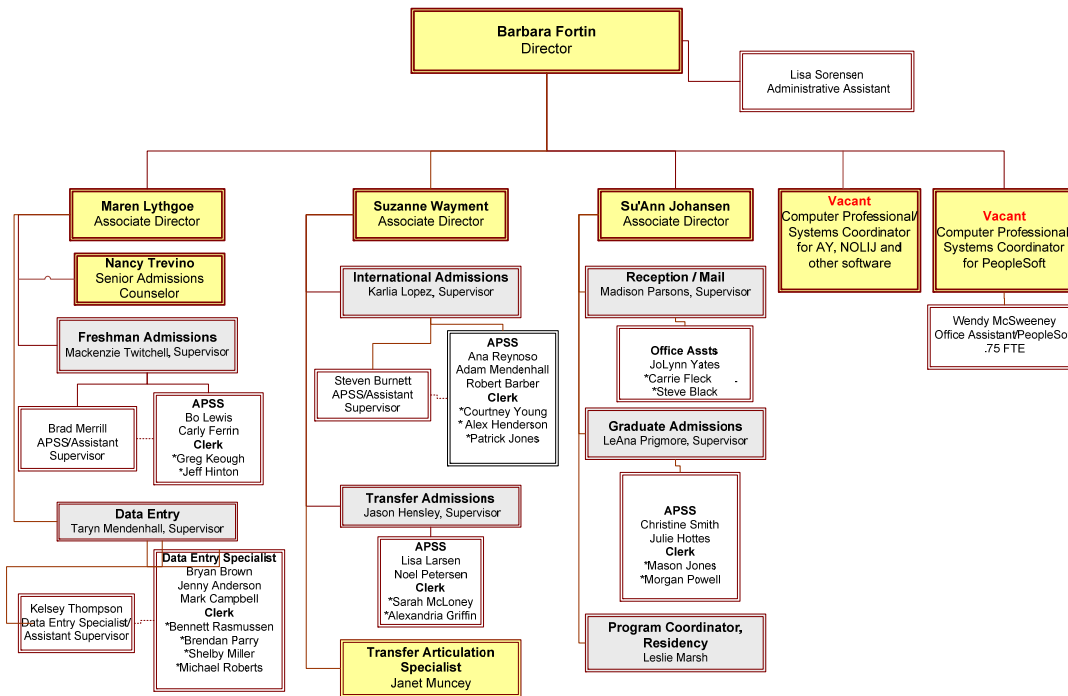 Barbara Fortin
Director
Lisa Sorensen
Administrative Assistant
Maren Lythgoe
Associate Director
Nancy Trevino
Senior Admissions
Counselor
Freshman Admissions
Mackenzie Twitchell, Supervisor
Brad Merrill
APSS/Assistant
Supervisor
APSS
Bo Lewis
Carly Ferrin
Clerk
*Greg Keough
*Jeff Hinton
Data Entry
Taryn Mendenhall, Supervisor
Kelsey Thompson
Data Entry Specialist/
Assistant Supervisor
Data Entry Specialist
Bryan Brown
Jenny Anderson
Mark Campbell
Clerk
*Bennett Rasmussen
*Brendan Parry
*Shelby Miller
*Michael Roberts
Suzanne Wayment
Associate Director
International Admissions
Karlia Lopez, Supervisor
Steven Burnett
APSS/Assistant
Supervisor
APSS
Ana Reynoso
Adam Mendenhall
Robert Barber
Clerk
*Courtney Young
* Alex Henderson
*Patrick Jones
Transfer Admissions
Jason Hensley, Supervisor
APSS
Lisa Larsen
Noel Petersen
Clerk
*Sarah McLoney
*Alexandria Griffin
Transfer Articulation
Specialist
Janet Muncey
Su'Ann Johansen
Associate Director
Reception / Mail
Madison Parsons, Supervisor
Office Assts
JoLynn Yates
*Carrie Fleck
*Steve Black
Graduate Admissions
LeAna Prigmore, Supervisor
APSS
Christine Smith
Julie Hottes
Clerk
*Mason Jones
*Morgan Powell
Program Coordinator,
Residency
Leslie Marsh
Vacant
Computer Professional/
Systems Coordinator
for AY, NOLIJ and
other software
Vacant
Computer Professional
Systems Coordinator
for PeopleSoft
Wendy McSweeney
Office Assistant/PeopleSo
.75 FTE